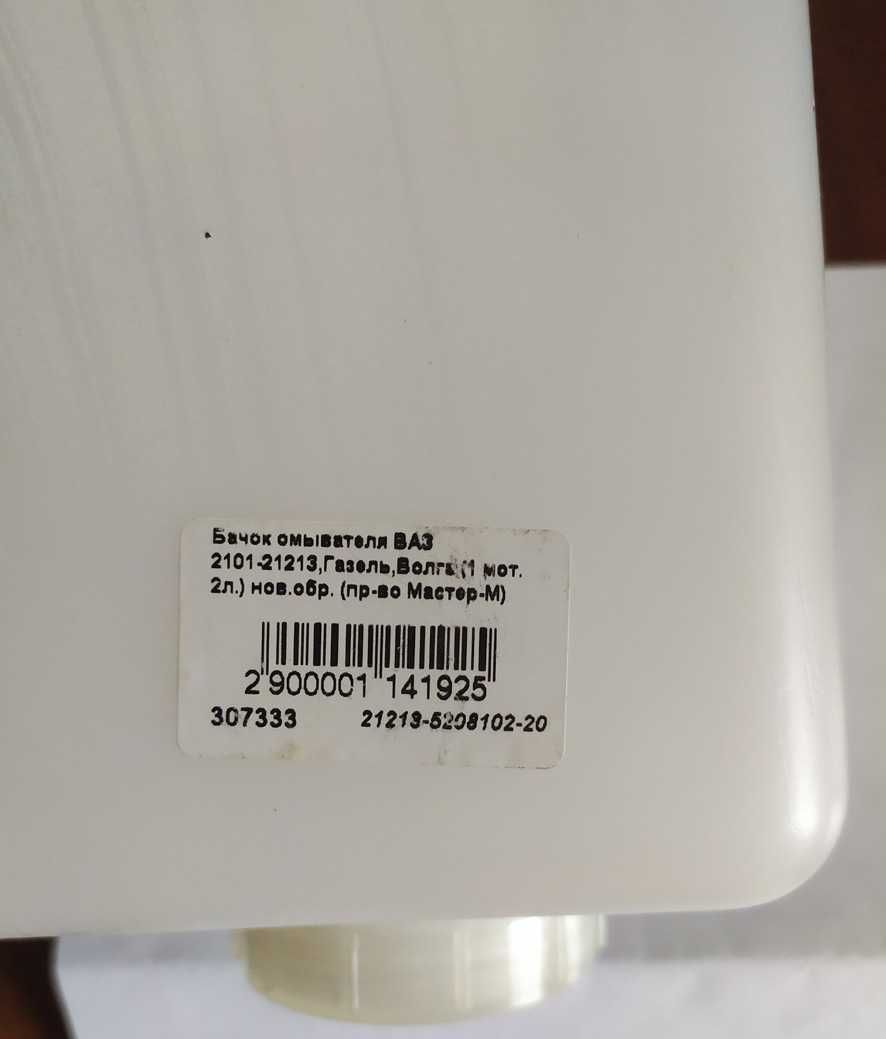 Бачок омывателя ВАЗ
2101-21213,Газель,Волга (1 мот.
2л.) нов.обр. (пр-во Мастер-М)
2 900001 141925
307333 21213-5208102-20